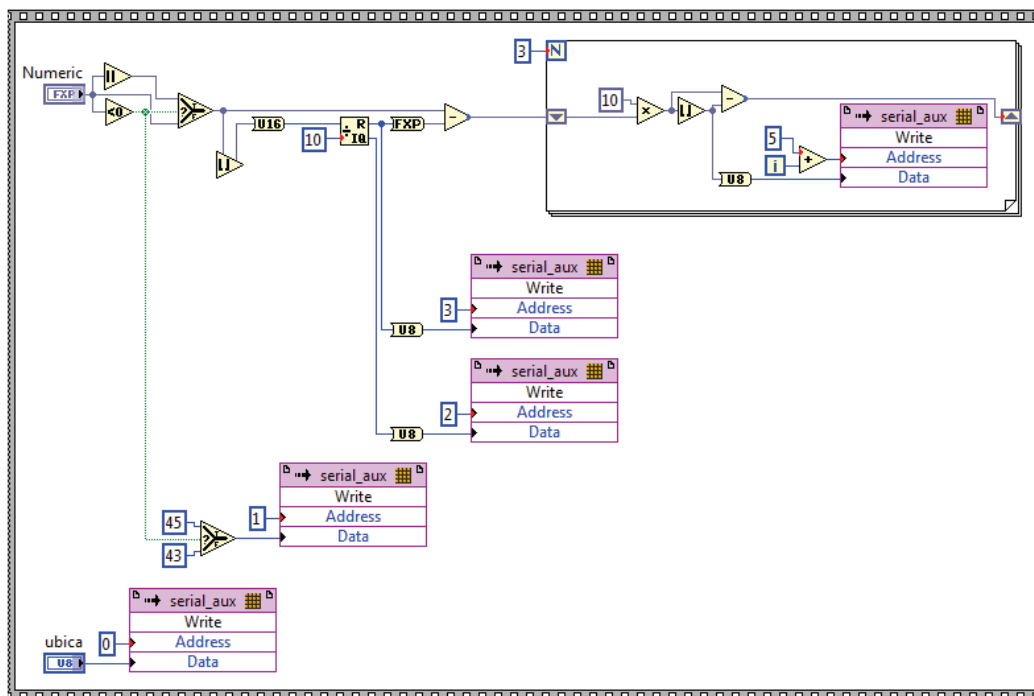 3 N
Numeric
FXP
<0
? T F
U16
10
÷ R IQ
FXP
-
10
x
-
serial_aux
Write
Address
Data
5
i
+
U8
serial_aux
Write
3 Address
U8 Data
serial_aux
Write
2 Address
U8 Data
serial_aux
Write
1 Address
Data
45
? T F
43
serial_aux
Write
ubica
0 Address
U8 Data